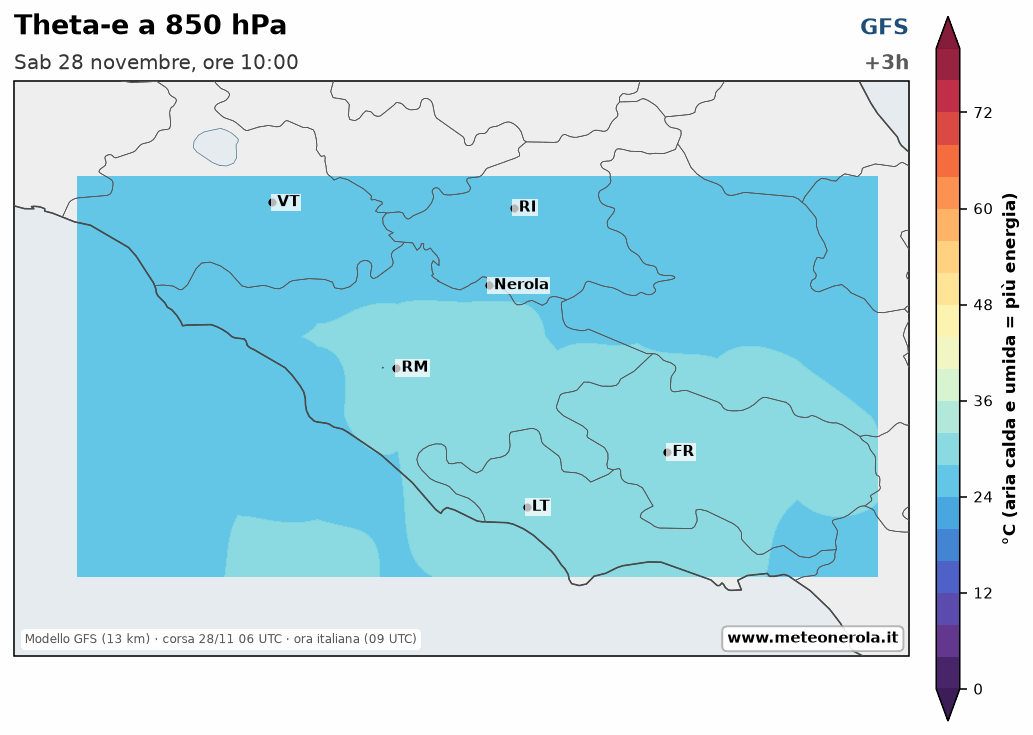 Theta-e a 850 hPa
GFS
Sab 28 novembre, ore 10:00
+3h
VT
RI
Nerola
RM
FR
LT
72
60
48
36
24
12
0
°C (aria calda e umida = più energia)
Modello GFS (13 km) · corsa 28/11 06 UTC · ora italiana (09 UTC)
www.meteonerola.it